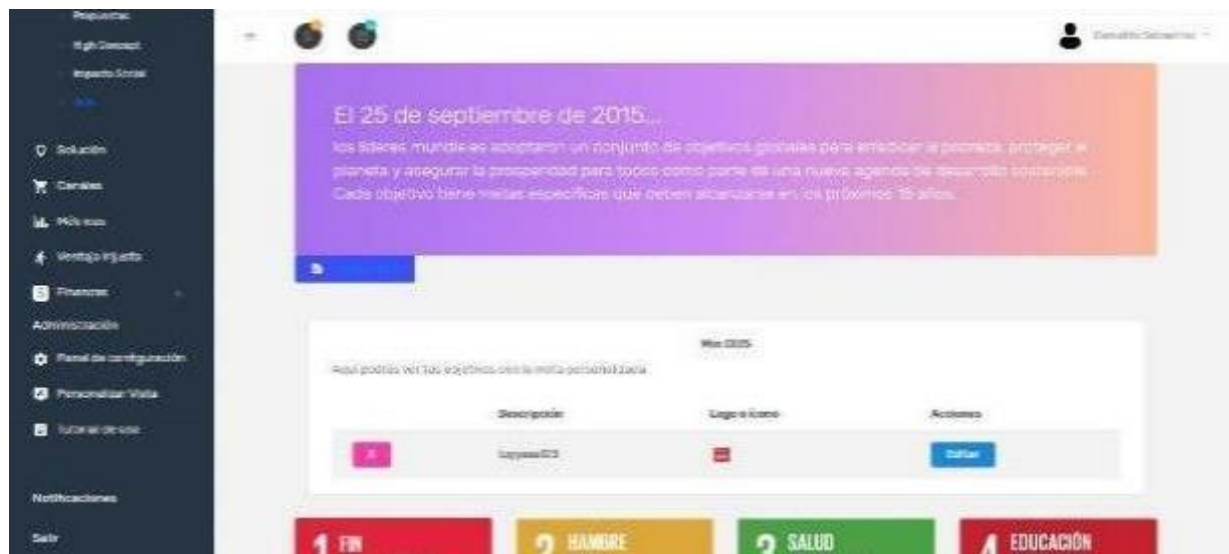 Propuestas
High Concept
Impacto Social
Solución
Canales
Métricas
Ventaja injusta
Finanzas
Administración
Panel de configuración
Personalizar Vista
Tutorial de uso
Notificaciones
Salir
El 25 de septiembre de 2015...
los líderes mundiales adoptaron un conjunto de objetivos globales para erradicar la pobreza, proteger el
planeta y asegurar la prosperidad para todos como parte de una nueva agenda de desarrollo sostenible.
Cada objetivo tiene metas específicas que deben alcanzarse en los próximos 15 años.
Mis ODS
Aquí podrás ver tus objetivos con la meta personalizada
Descripción Logo o icono Acciones
X Editar
1 FIN
2 HAMBRE
3 SALUD
4 EDUCACIÓN